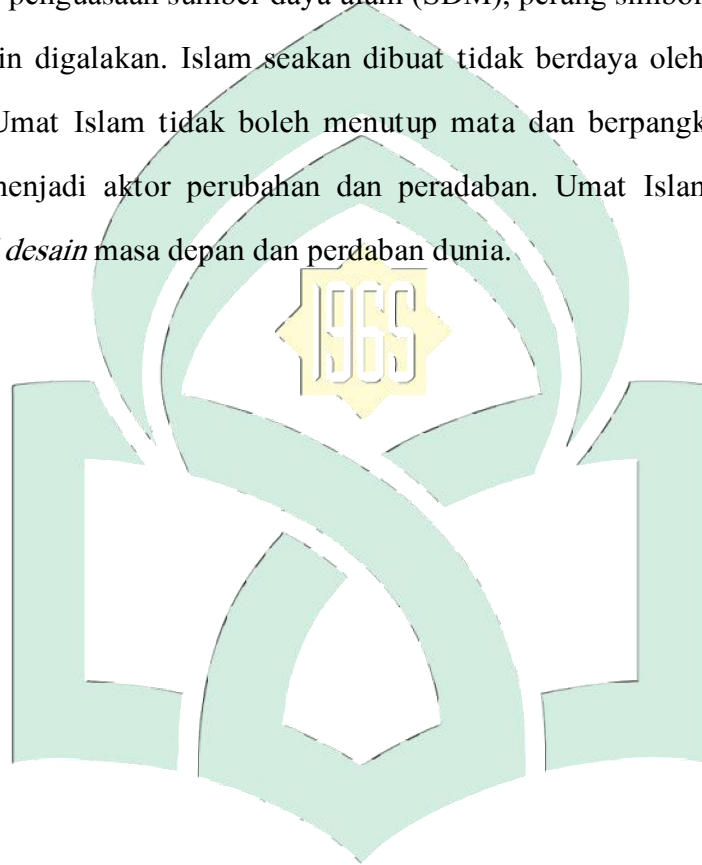 penguasaan sumber daya alam (SDM), perang simbol
in digalakan. Islam seakan dibuat tidak berdaya oleh
Umat Islam tidak boleh menutup mata dan berpangk
menjadi aktor perubahan dan peradaban. Umat Islam
desain masa depan dan perdaban dunia.
1965